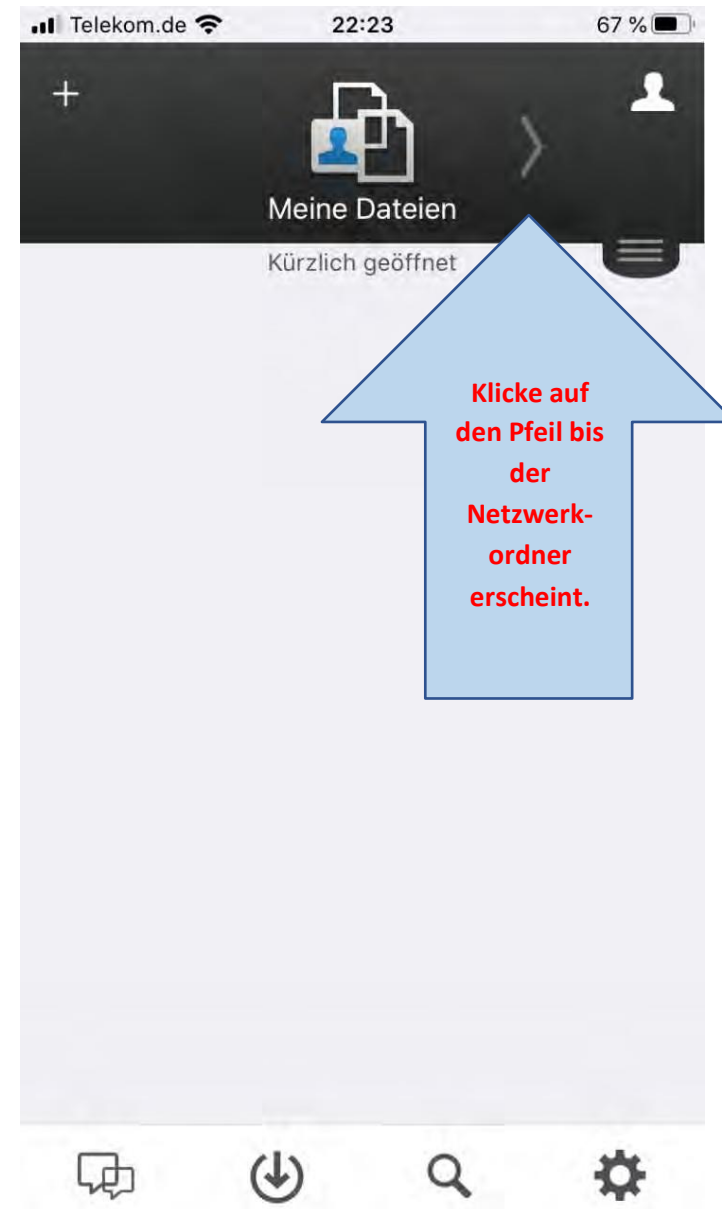 Telekom.de 22:23 67 %
Meine Dateien
Kürzlich geöffnet
Klicke auf
den Pfeil bis
der
Netzwerk-
ordner
erscheint.